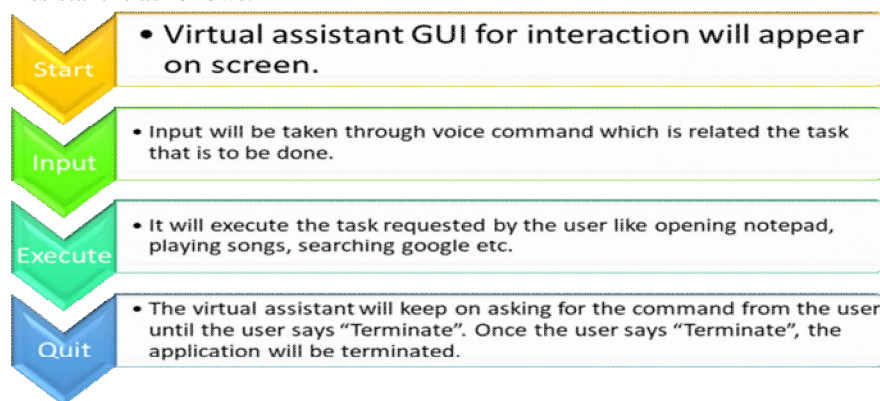 Start
• Virtual assistant GUI for interaction will appear
on screen.
Input
• Input will be taken through voice command which is related the task
that is to be done.
Execute
• It will execute the task requested by the user like opening notepad,
playing songs, searching google etc.
Quit
• The virtual assistant will keep on asking for the command from the user
until the user says “Terminate”. Once the user says “Terminate”, the
application will be terminated.